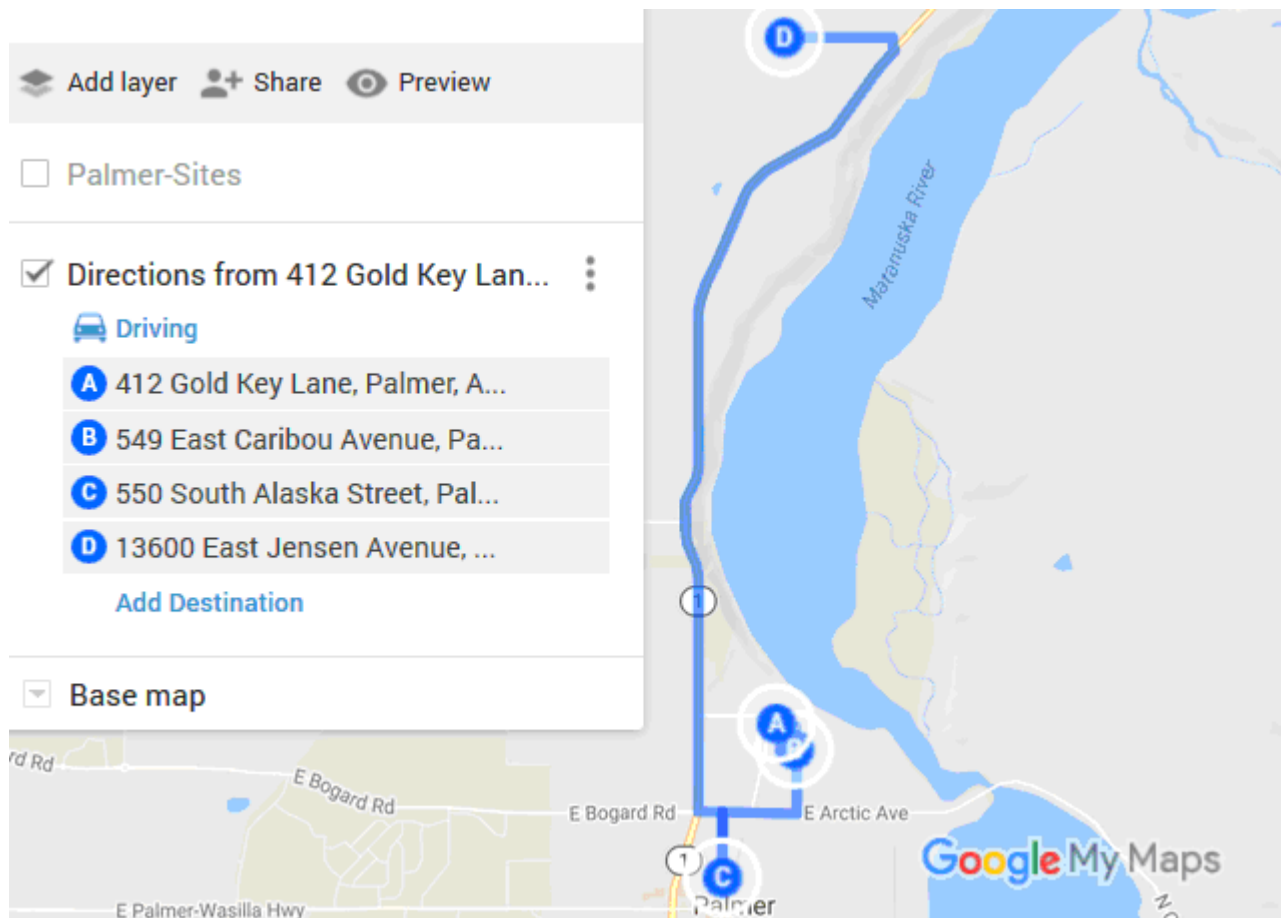 Add layer Share Preview
Palmer-Sites
Directions from 412 Gold Key Lan...
Driving
A 412 Gold Key Lane, Palmer, A...
B 549 East Caribou Avenue, Pa...
C 550 South Alaska Street, Pal...
D 13600 East Jensen Avenue, ...
Add Destination
Base map
D
Matanuska River
1
A
rd Rd
E Bogard Rd
E Bogard Rd
E Arctic Ave
1
C
Google My Maps
Palmer
E Palmer-Wasilla Hwy